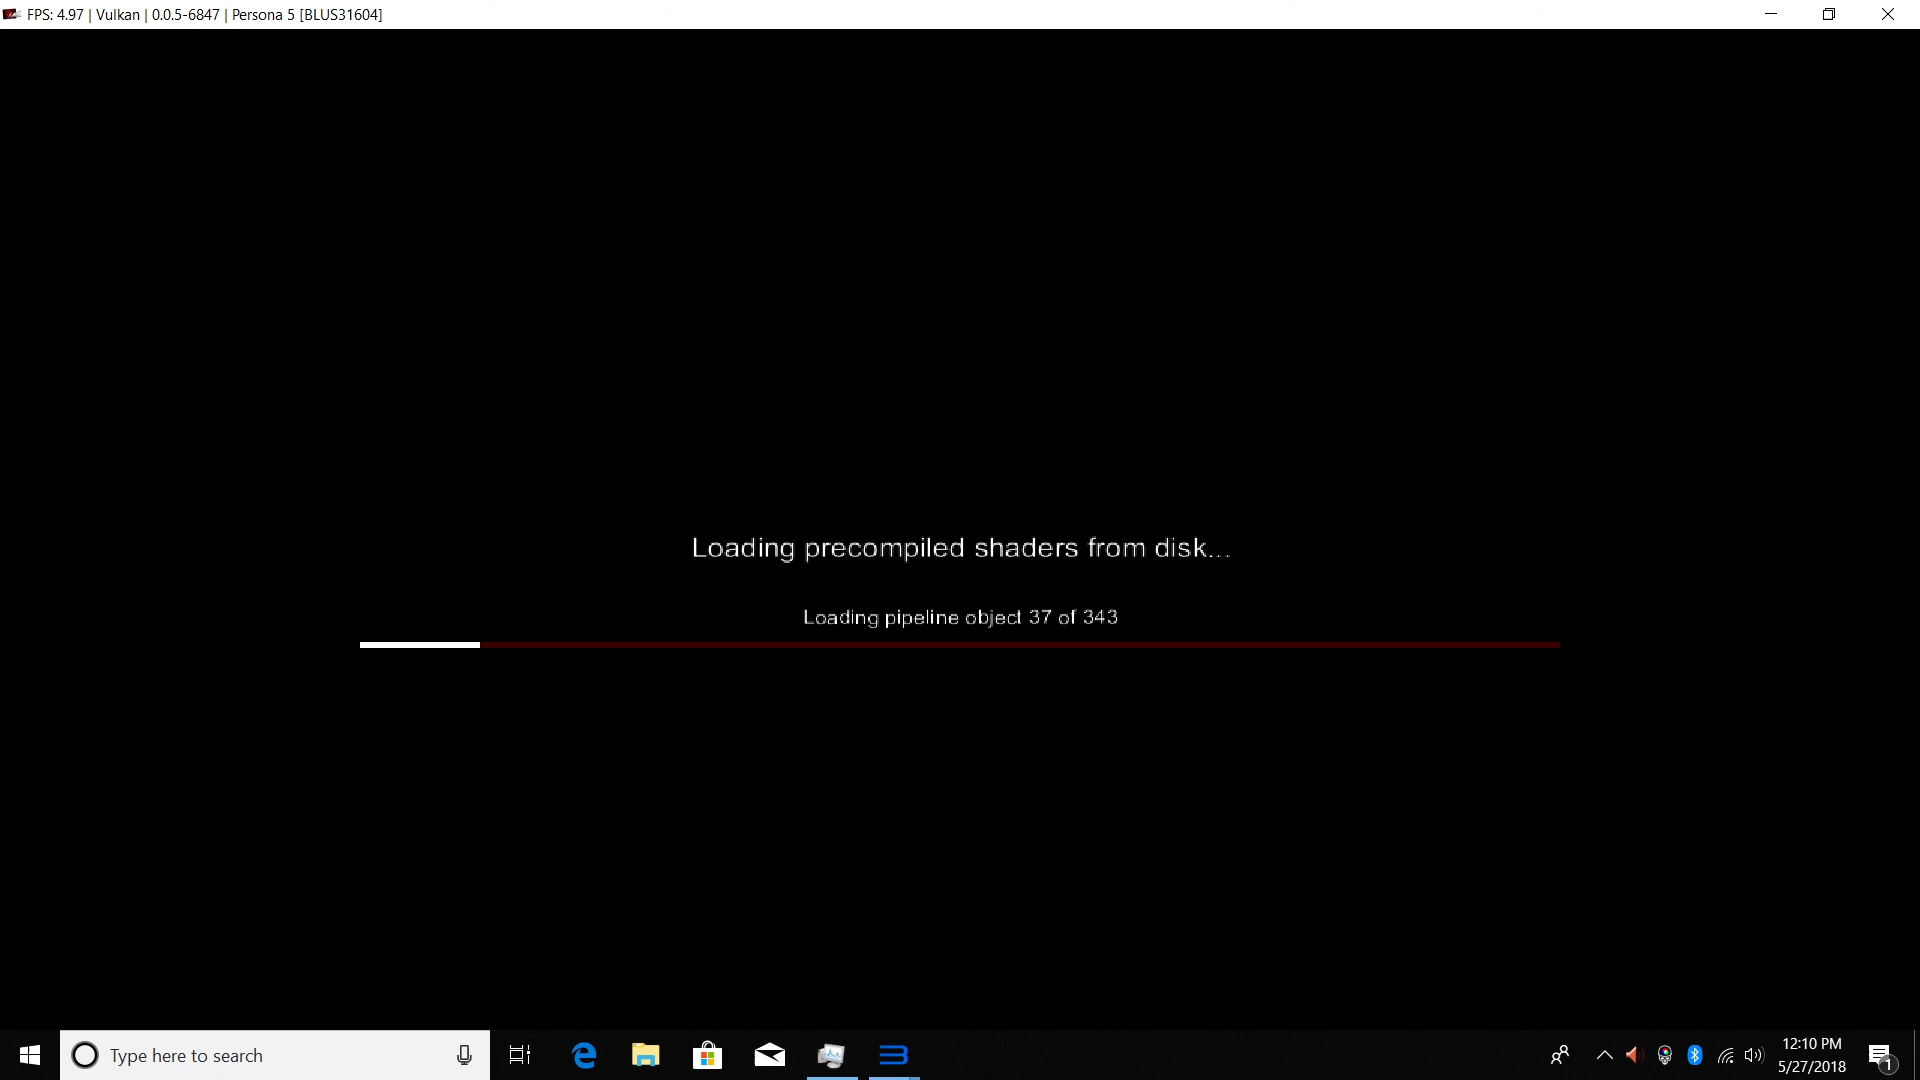 FPS: 4.97 | Vulkan | 0.0.5-6847 | Persona 5 [BLUS31604]
Loading precompiled shaders from disk...
Loading pipeline object 37 of 343
Type here to search
12:10 PM
5/27/2018
1